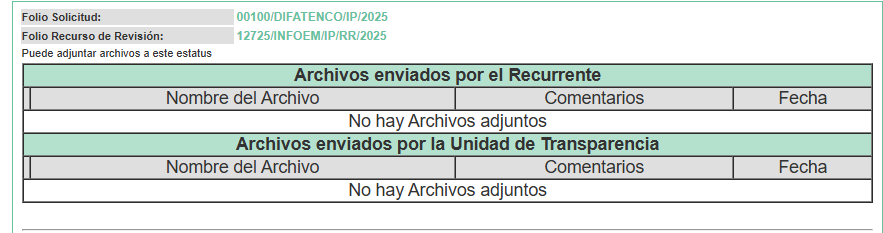 Folio Solicitud: 00100/DIFATENCO/IP/2025
Folio Recurso de Revisión: 12725/INFOEM/IP/RR/2025
Puede adjuntar archivos a este estatus
Archivos enviados por el Recurrente
Nombre del Archivo Comentarios Fecha
No hay Archivos adjuntos
Archivos enviados por la Unidad de Transparencia
Nombre del Archivo Comentarios Fecha
No hay Archivos adjuntos